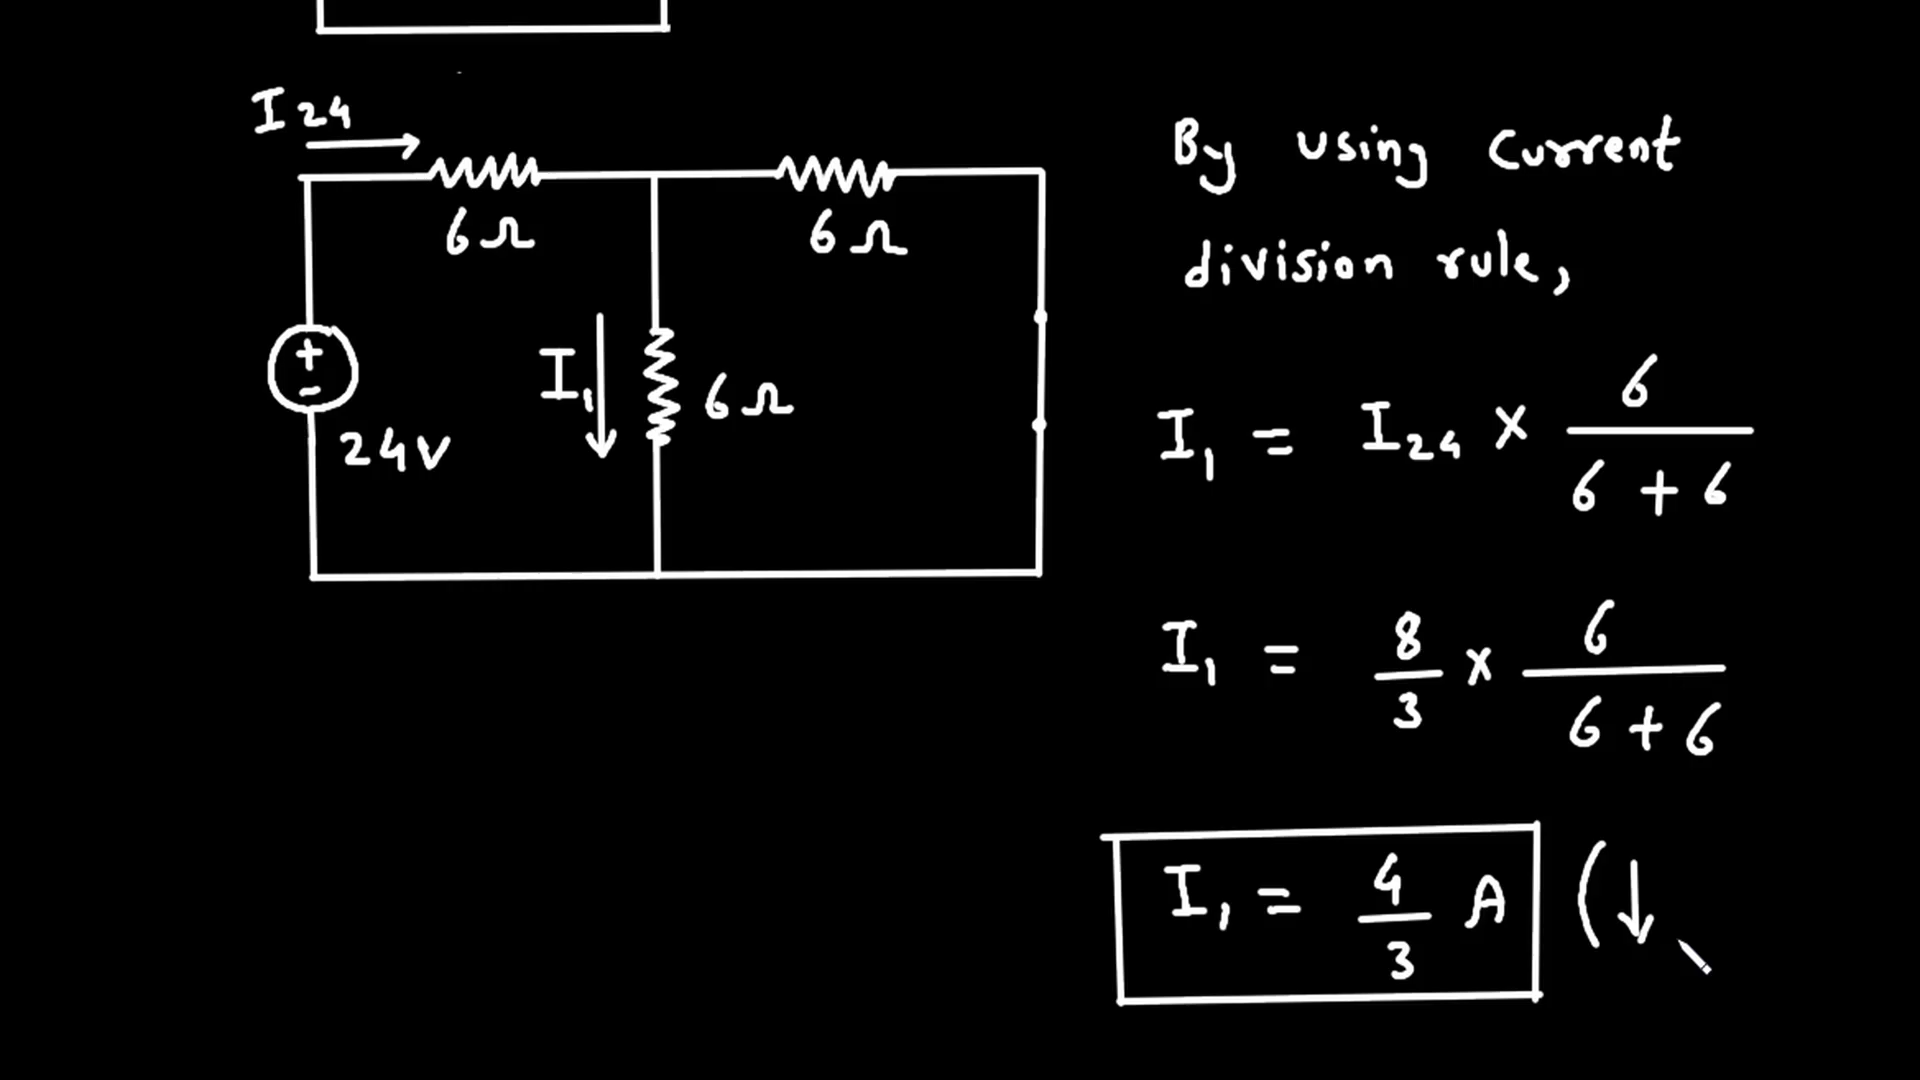 I24
6Ω
6Ω
+
-
24V
I₁
6Ω
By using current
division rule,
I₁ = I₂₄ × 6 / (6 + 6)
I₁ = 8/3 × 6 / (6 + 6)
I₁ = 4/3 A (↓